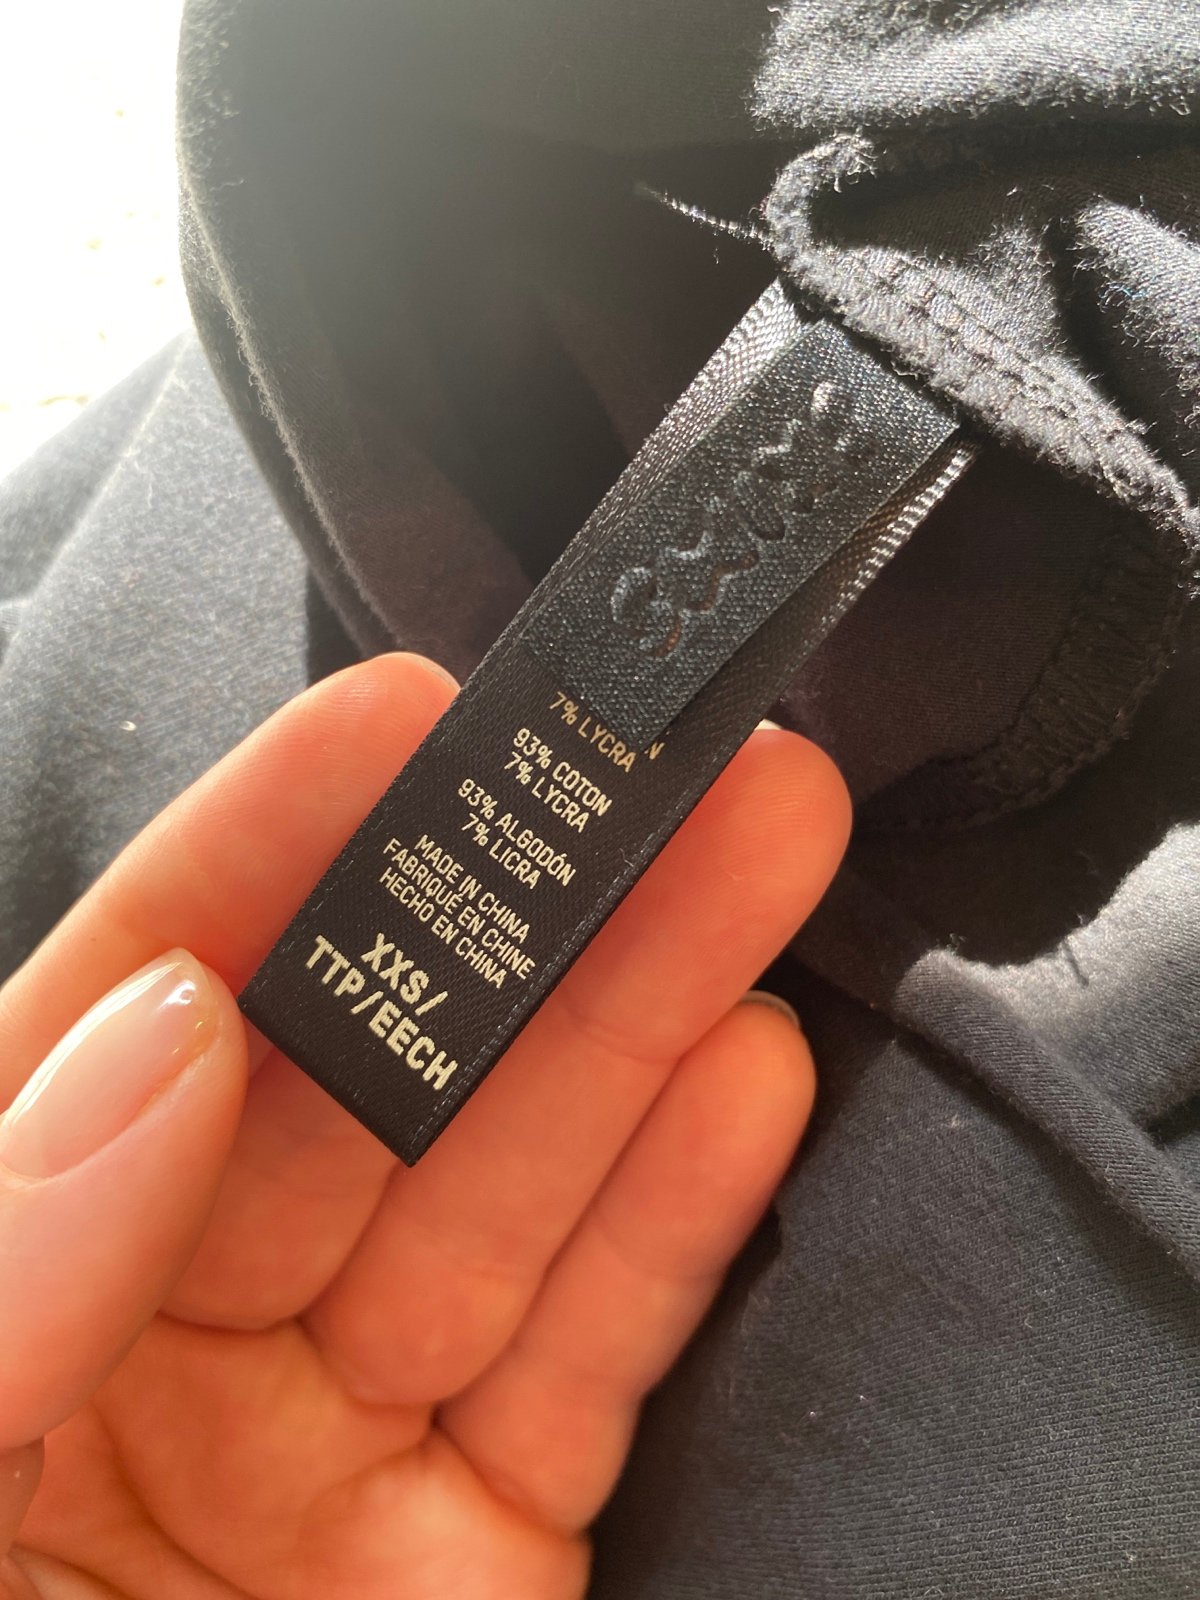 7% LYCRA
93% COTON
7% LYCRA
93% ALGODÓN
7% LICRA
MADE IN CHINA
FABRIQUÉ EN CHINE
HECHO EN CHINA
XXS/
TTP/EECH